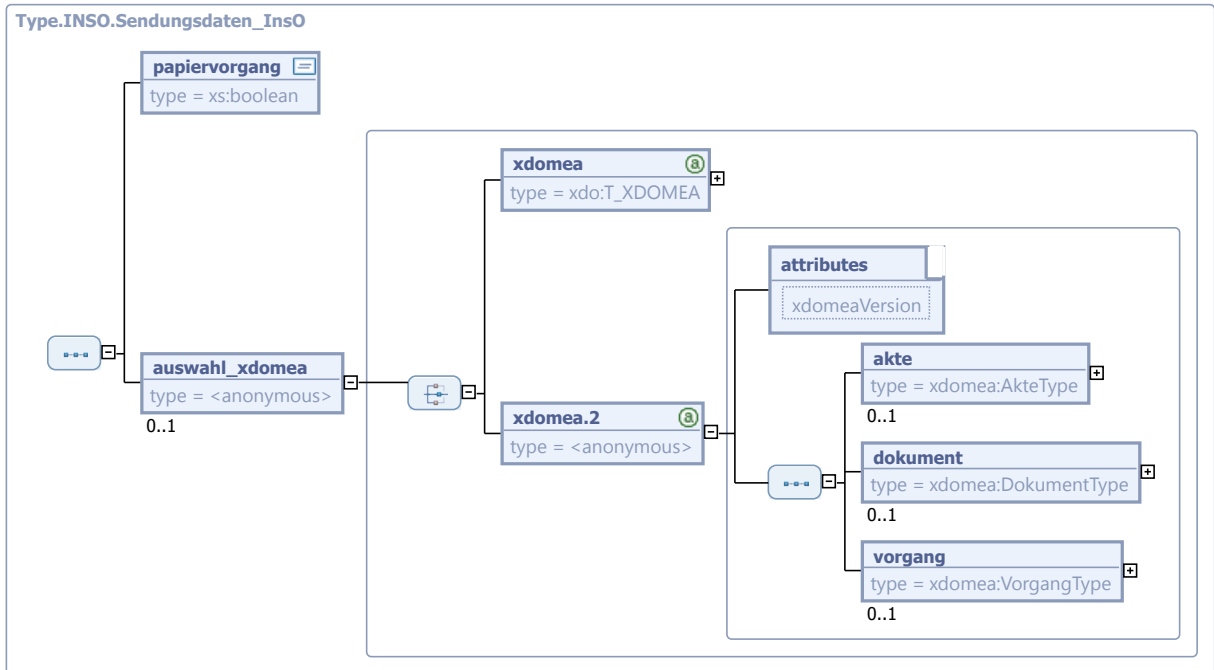 Type.INSO.Sendungsdaten_InsO
papiervorgang
type = xs:boolean
xdomea
type = xdo:T_XDOMEA
attributes
xdomeaVersion
akte
type = xdomea:AkteType
0..1
auswahl_xdomea
type = <anonymous>
0..1
xdomea.2
type = <anonymous>
dokument
type = xdomea:DokumentType
0..1
vorgang
type = xdomea:VorgangType
0..1